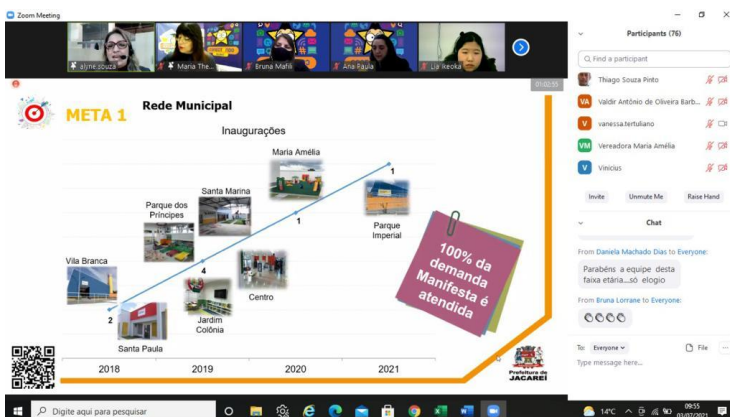 Zoom Meeting
Participants (76)
alyne souza
Maria The...
Bruna Mafili
Ana Paula
Lia Ikeoka
Find a participant
01:02:55
Thiago Souza Pinto
VA Valdir Antônio de Oliveira Barb...
V vanessa.tertuliano
VM Vereadora Maria Amélia
V Vinicius
Invite Unmute Me Raise Hand
Chat
From Daniela Machado Dias to Everyone:
Parabéns a equipe desta
faixa etária....só elogio
From Bruna Lorrane to Everyone:
To: Everyone File ...
Type message here...
META 1
Rede Municipal
Inaugurações
Maria Amélia
Santa Marina
Parque dos
Príncipes
Vila Branca
1
1
4
2
Parque
Imperial
Centro
Jardim
Colônia
Santa Paula
100% da
demanda
Manifesta é
atendida
2018 2019 2020 2021
Prefeitura de
JACAREÍ
Digite aqui para pesquisar
14°C
09:55
03/07/2021